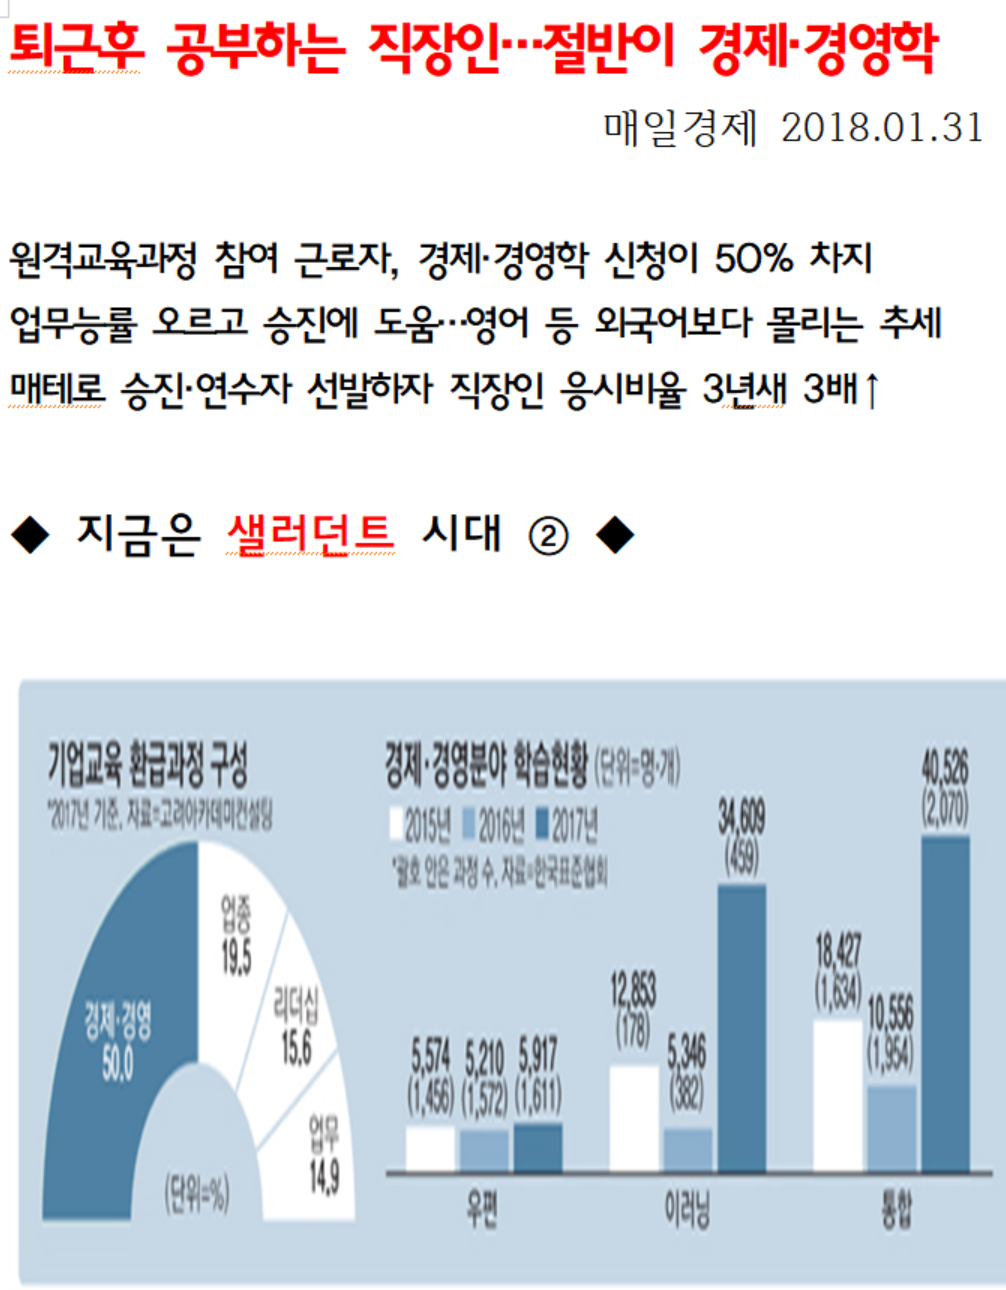 퇴근후 공부하는 직장인…절반이 경제·경영학
매일경제 2018.01.31
원격교육과정 참여 근로자, 경제·경영학 신청이 50% 차지
업무능률 오르고 승진에 도움…영어 등 외국어보다 몰리는 추세
매테로 승진·연수자 선발하자 직장인 응시비율 3년새 3배↑
◆ 지금은 샐러던트 시대 ② ◆
기업교육 환급과정 구성
*2017년 기준, 자료=고려아카데미컨설팅
경제·경영
50.0
업종
19.5
리더십
15.6
업무
14.9
(단위=%)
경제·경영분야 학습현황 (단위=명·개)
2015년 2016년 2017년
*괄호 안은 과정 수, 자료=한국표준협회
5,574
(1,456)
5,210
(1,572)
5,917
(1,611)
우편
12,853
(178)
5,346
(382)
34,609
(459)
이러닝
18,427
(1,634)
10,556
(1,954)
40,526
(2,070)
통합